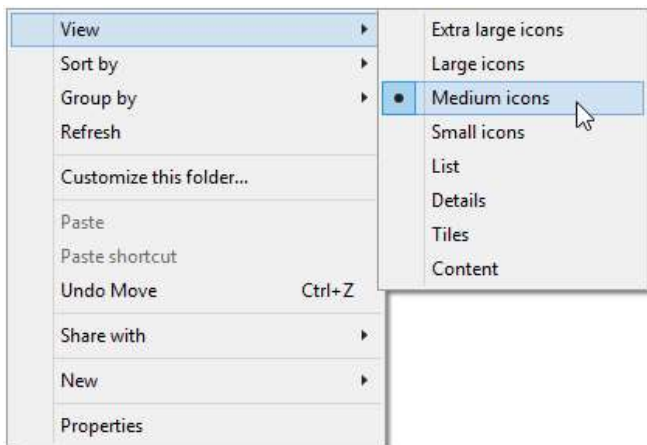 View
Sort by
Group by
Refresh
Customize this folder...
Paste
Paste shortcut
Undo Move Ctrl+Z
Share with
New
Properties
Extra large icons
Large icons
Medium icons
Small icons
List
Details
Tiles
Content